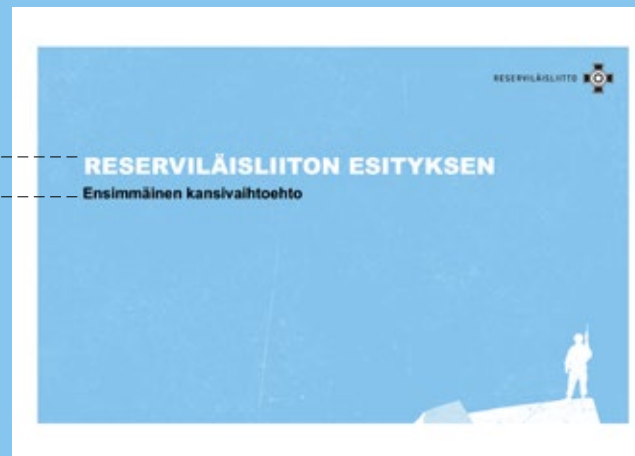 RESERVILÄISLIITTO
RESERVILÄISLIITON ESITYKSEN
Ensimmäinen kansivaihtoehto